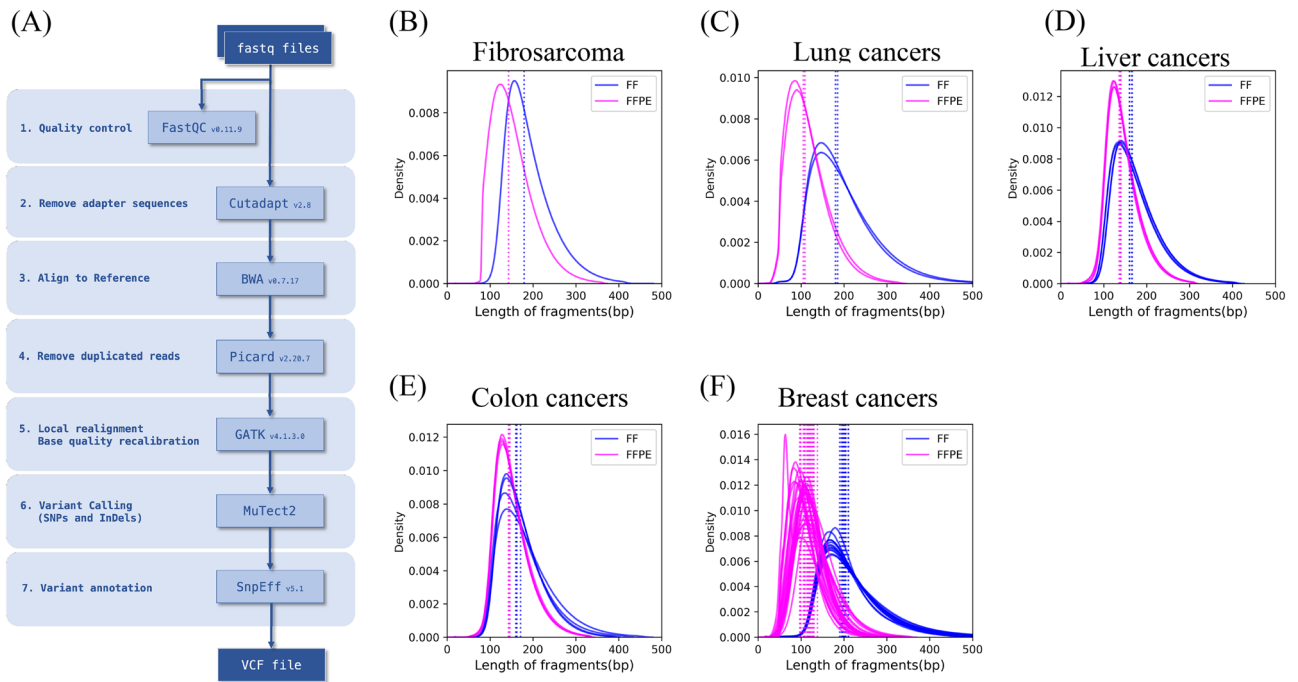 (A)
fastq files
1. Quality control
FastQC v0.11.9
2. Remove adapter sequences
Cutadapt v2.8
3. Align to Reference
BWA v0.7.17
4. Remove duplicated reads
Picard v2.20.7
5. Local realignment
Base quality recalibration
GATK v4.1.3.0
6. Variant Calling
(SNPs and InDels)
MuTect2
7. Variant annotation
SnpEff v5.1
VCF file
(B)
Fibrosarcoma
FF
FFPE
Density
0.008
0.006
0.004
0.002
0.000
0 100 200 300 400 500
Length of fragments(bp)
(C)
Lung cancers
FF
FFPE
Density
0.010
0.008
0.006
0.004
0.002
0.000
0 100 200 300 400 500
Length of fragments(bp)
(D)
Liver cancers
FF
FFPE
Density
0.012
0.010
0.008
0.006
0.004
0.002
0.000
0 100 200 300 400 500
Length of fragments(bp)
(E)
Colon cancers
FF
FFPE
Density
0.012
0.010
0.008
0.006
0.004
0.002
0.000
0 100 200 300 400 500
Length of fragments(bp)
(F)
Breast cancers
FF
FFPE
Density
0.016
0.014
0.012
0.010
0.008
0.006
0.004
0.002
0.000
0 100 200 300 400 500
Length of fragments(bp)